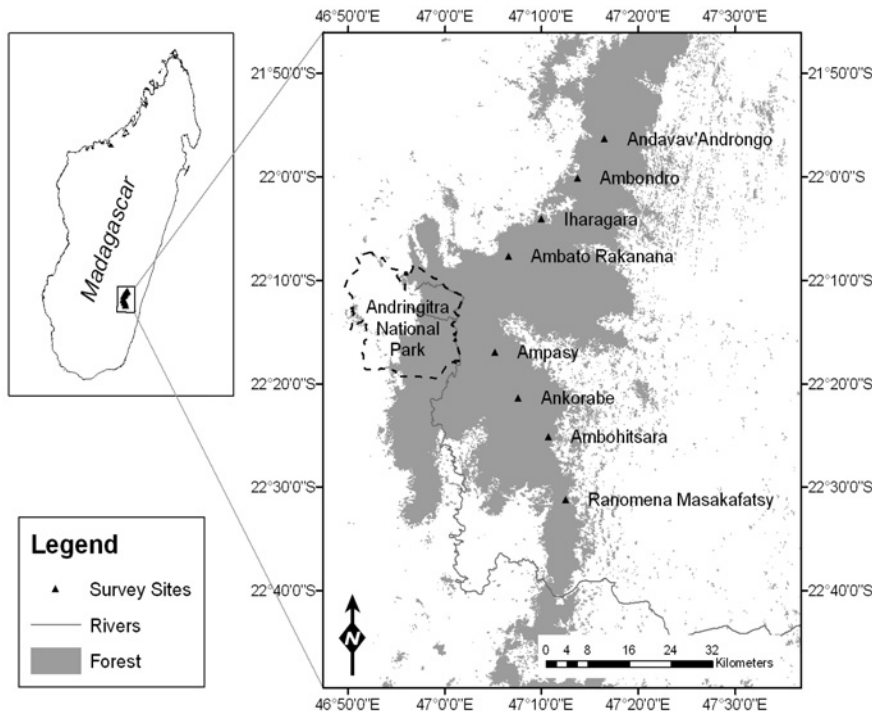 46°50'0"E 47°0'0"E 47°10'0"E 47°20'0"E 47°30'0"E
Madagascar
21°50'0"S 21°50'0"S
Andavav'Androngo
22°0'0"S 22°0'0"S
Ambondro
Iharagara
Ambato Rakanana
22°10'0"S 22°10'0"S
Andringitra
National
Park
Ampasy
22°20'0"S 22°20'0"S
Ankorabe
Ambohitsara
22°30'0"S 22°30'0"S
Ranomena Masakafatsy
22°40'0"S 22°40'0"S
Legend
Survey Sites
Rivers
Forest
N
0 4 8 16 24 32
Kilometers
46°50'0"E 47°0'0"E 47°10'0"E 47°20'0"E 47°30'0"E